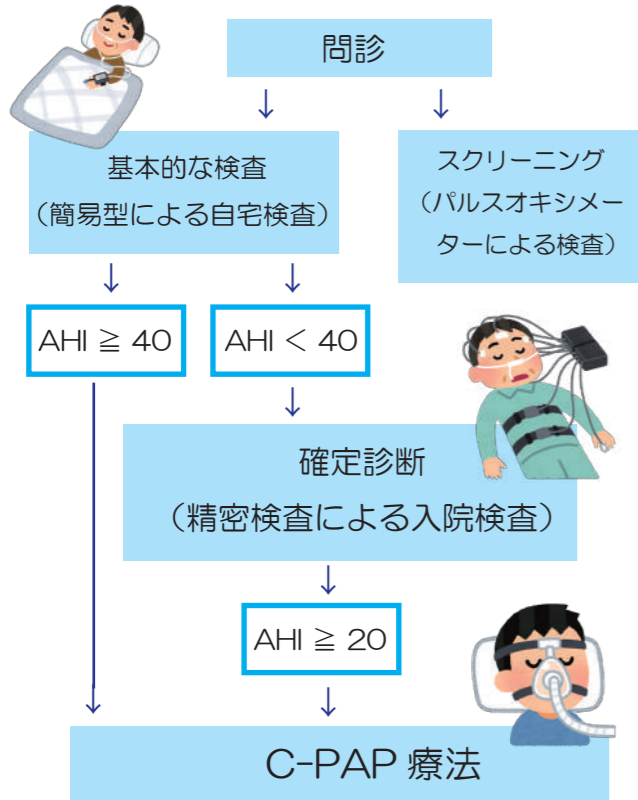 問診
↓
↓
基本的な検査
（簡易型による自宅検査）
スクリーニング
（パルスオキシメー
ターによる検査）
↓
↓
AHI ≧ 40
AHI < 40
↓
確定診断
（精密検査による入院検査）
↓
AHI ≧ 20
↓
↓
C-PAP 療法